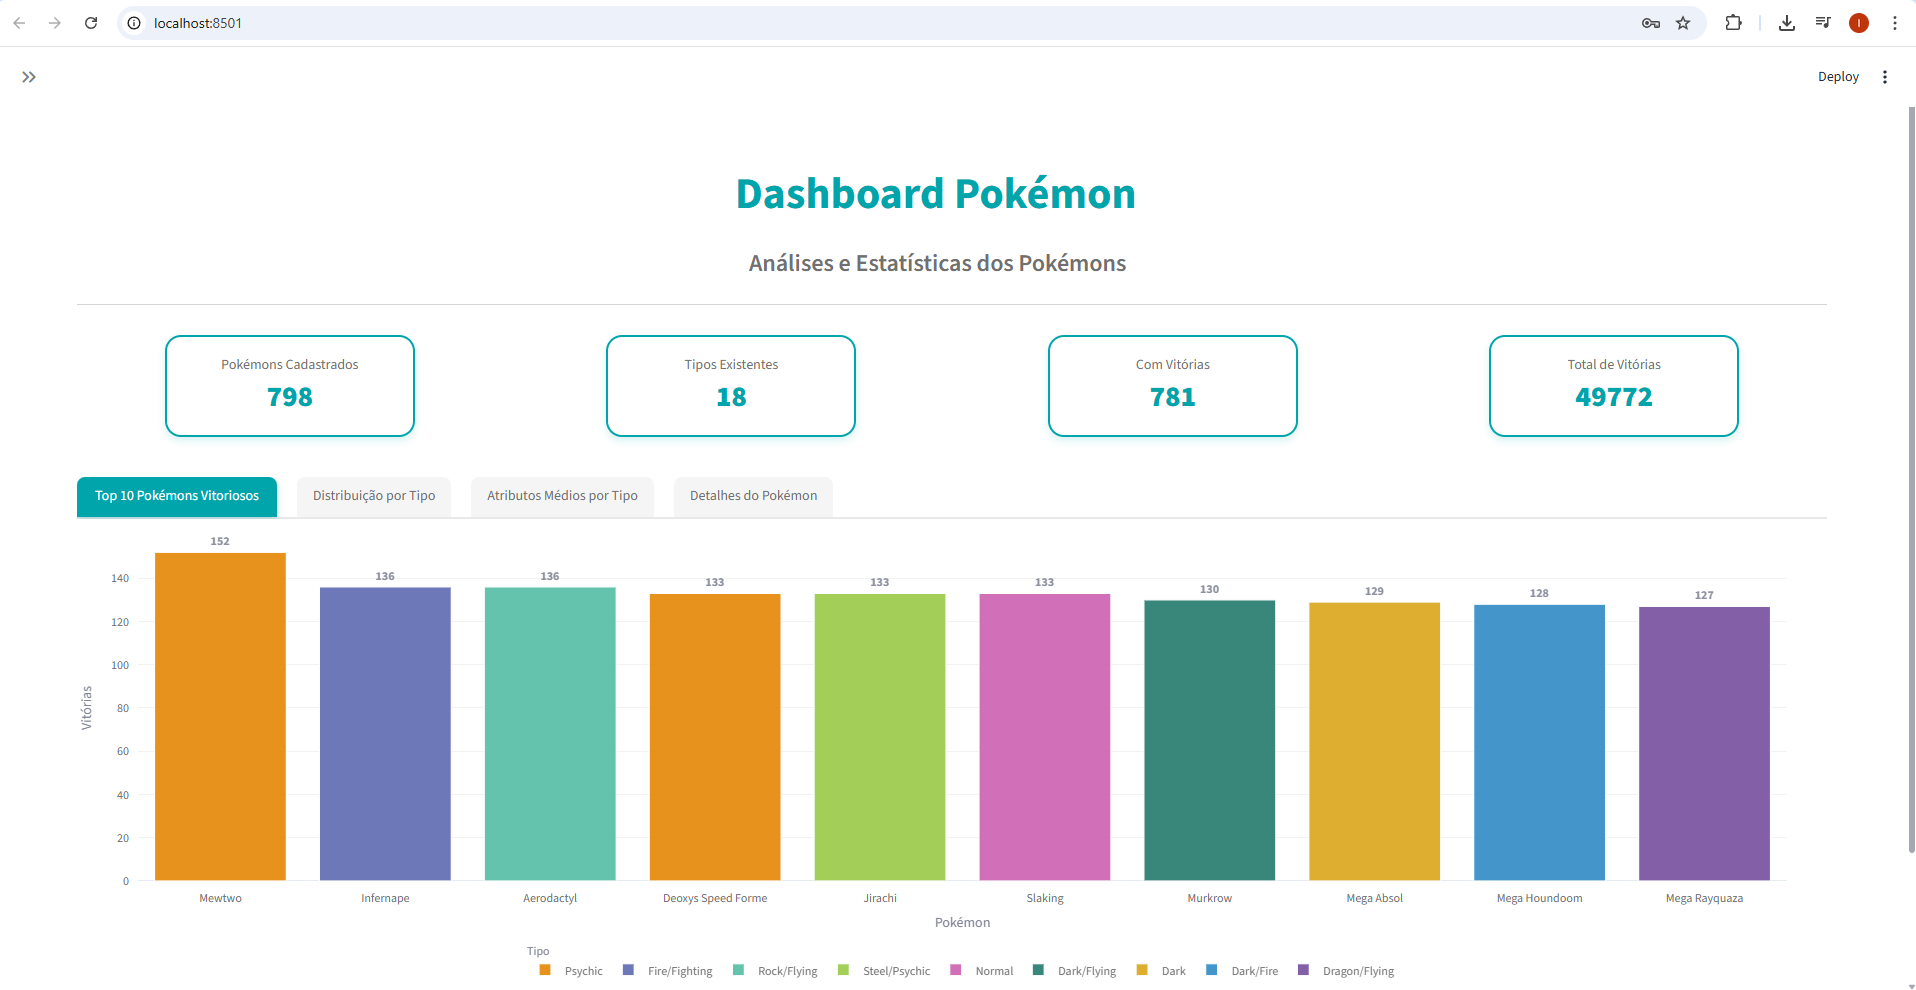 localhost:8501
I
Deploy
Dashboard Pokémon
Análises e Estatísticas dos Pokémons
Pokémons Cadastrados
798
Tipos Existentes
18
Com Vitórias
781
Total de Vitórias
49772
Top 10 Pokémons Vitoriosos
Distribuição por Tipo
Atributos Médios por Tipo
Detalhes do Pokémon
152
136
136
133
133
133
130
129
128
127
140
120
100
80
60
40
20
0
Vitórias
Mewtwo
Infernape
Aerodactyl
Deoxys Speed Forme
Jirachi
Slaking
Murkrow
Mega Absol
Mega Houndoom
Mega Rayquaza
Pokémon
Tipo
Psychic
Fire/Fighting
Rock/Flying
Steel/Psychic
Normal
Dark/Flying
Dark
Dark/Fire
Dragon/Flying